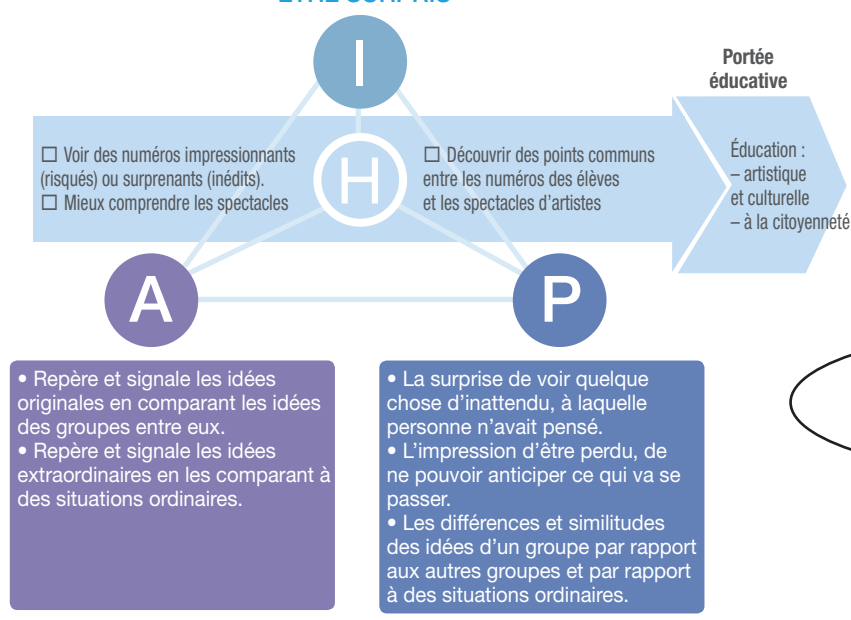 ÊTRE SURPRIS
I
Portée
éducative
☐ Voir des numéros impressionnants
(risqués) ou surprenants (inédits).
☐ Mieux comprendre les spectacles
H
☐ Découvrir des points communs
entre les numéros des élèves
et les spectacles d'artistes
Éducation :
– artistique
et culturelle
– à la citoyenneté
A
P
• Repère et signale les idées
originales en comparant les idées
des groupes entre eux.
• Repère et signale les idées
extraordinaires en les comparant à
des situations ordinaires.
• La surprise de voir quelque
chose d'inattendu, à laquelle
personne n'avait pensé.
• L'impression d'être perdu, de
ne pouvoir anticiper ce qui va se
passer.
• Les différences et similitudes
des idées d'un groupe par rapport
aux autres groupes et par rapport
à des situations ordinaires.